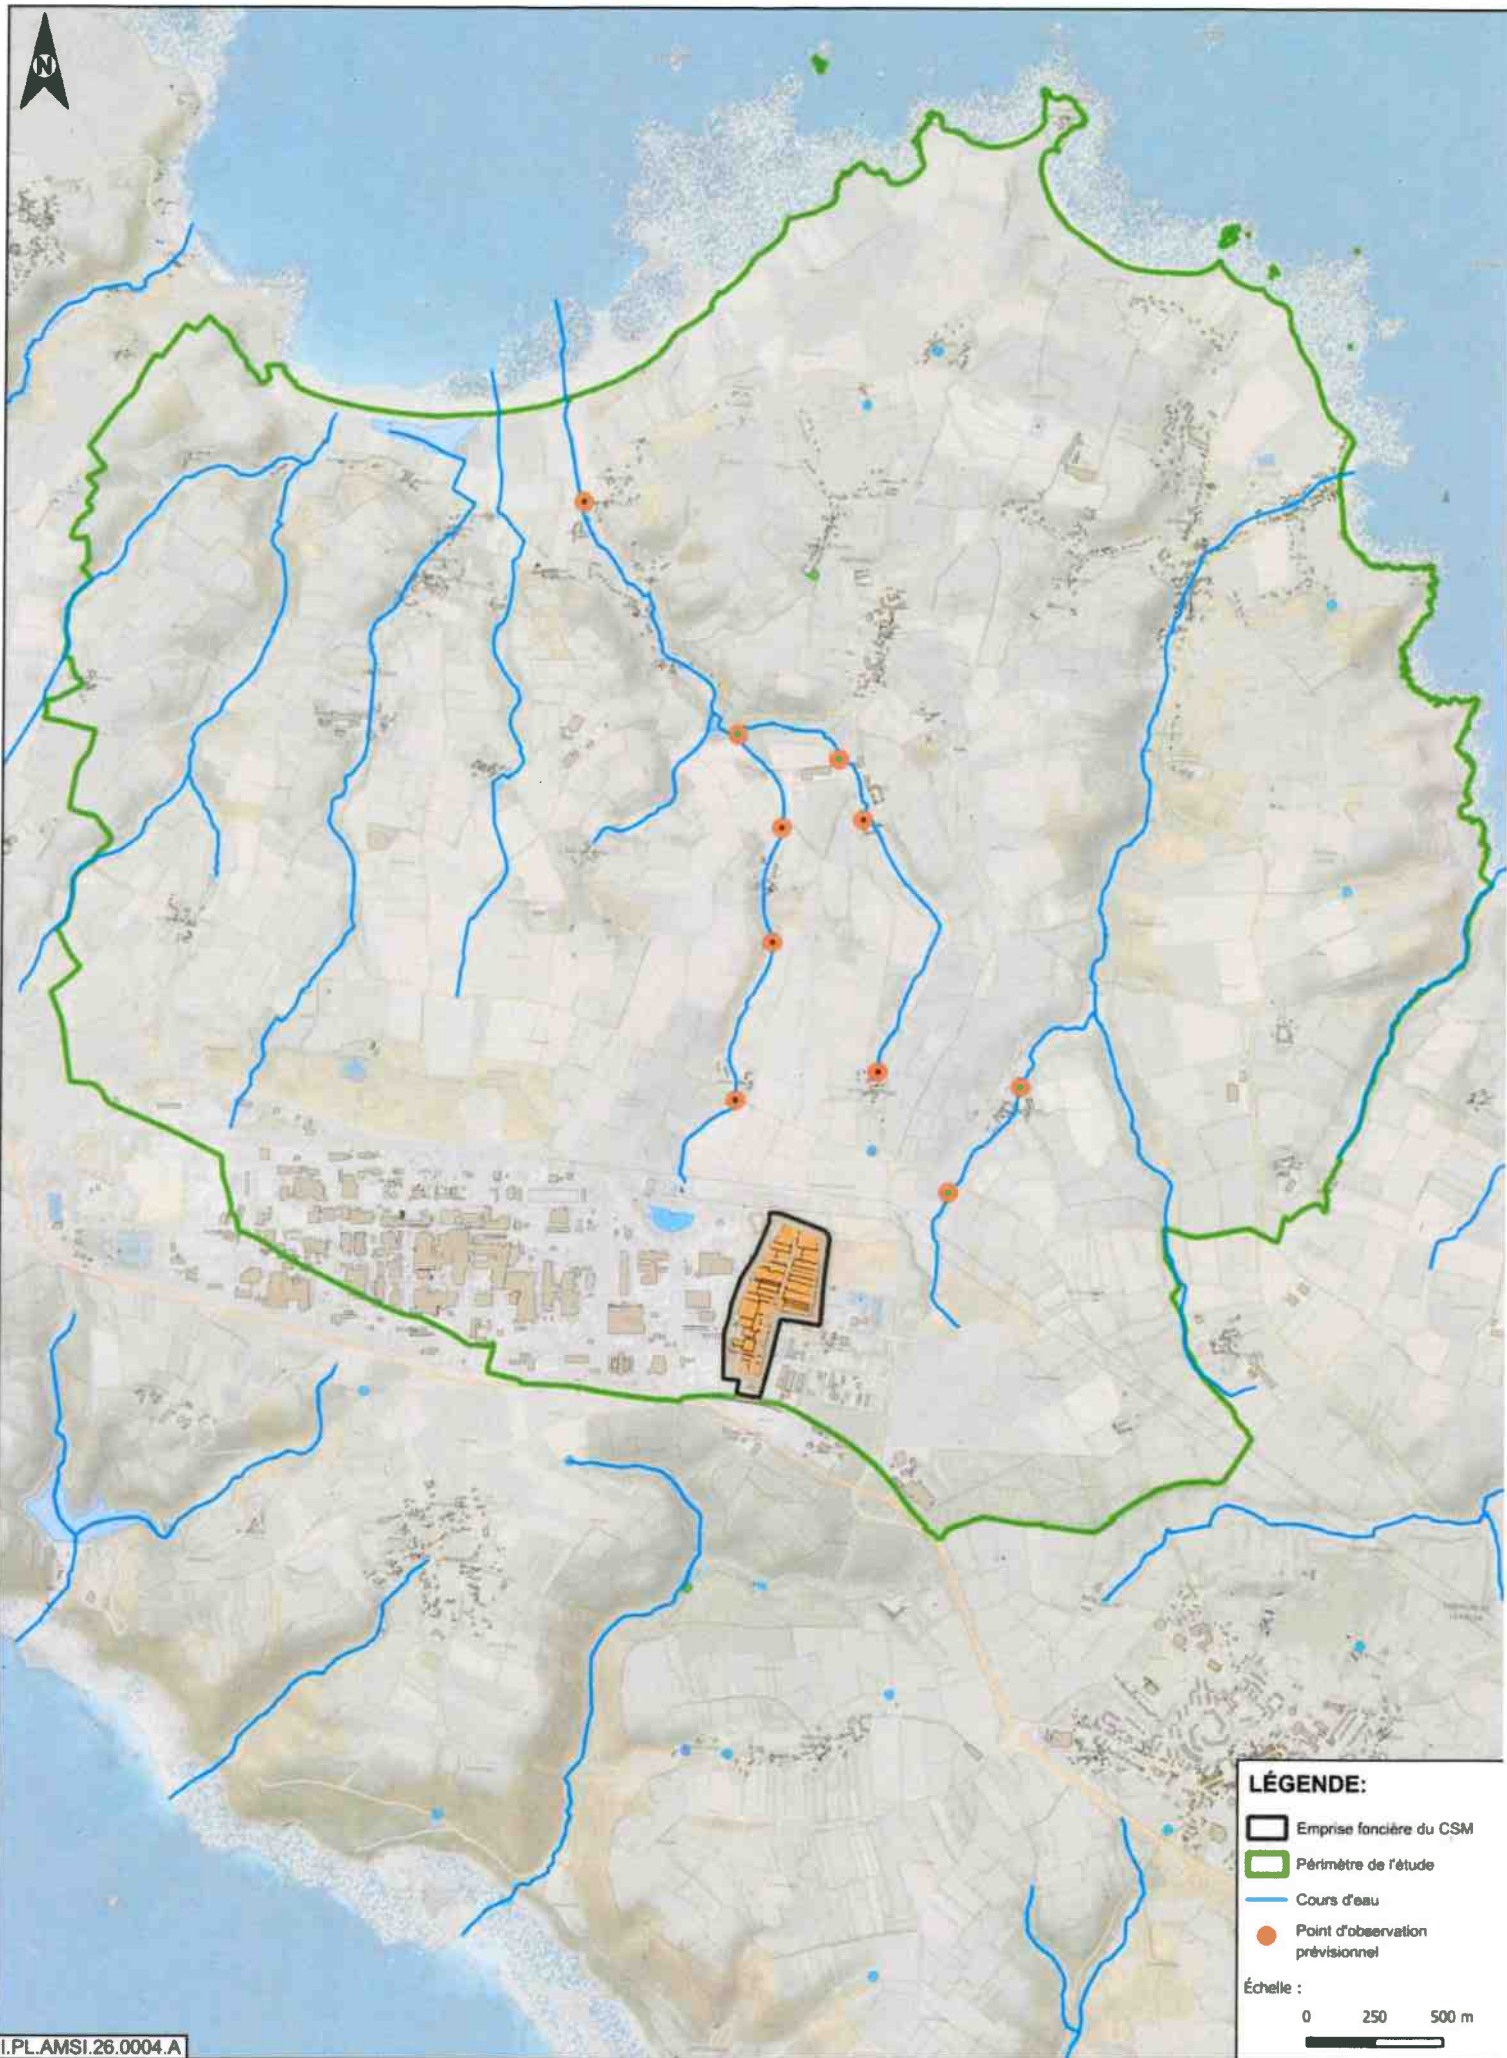 N
LÉGENDE:
Emprise foncière du CSM
Périmètre de l'étude
Cours d'eau
Point d'observation
prévisionnel
Échelle :
0 250 500 m
I.PL.AMSI.26.0004.A